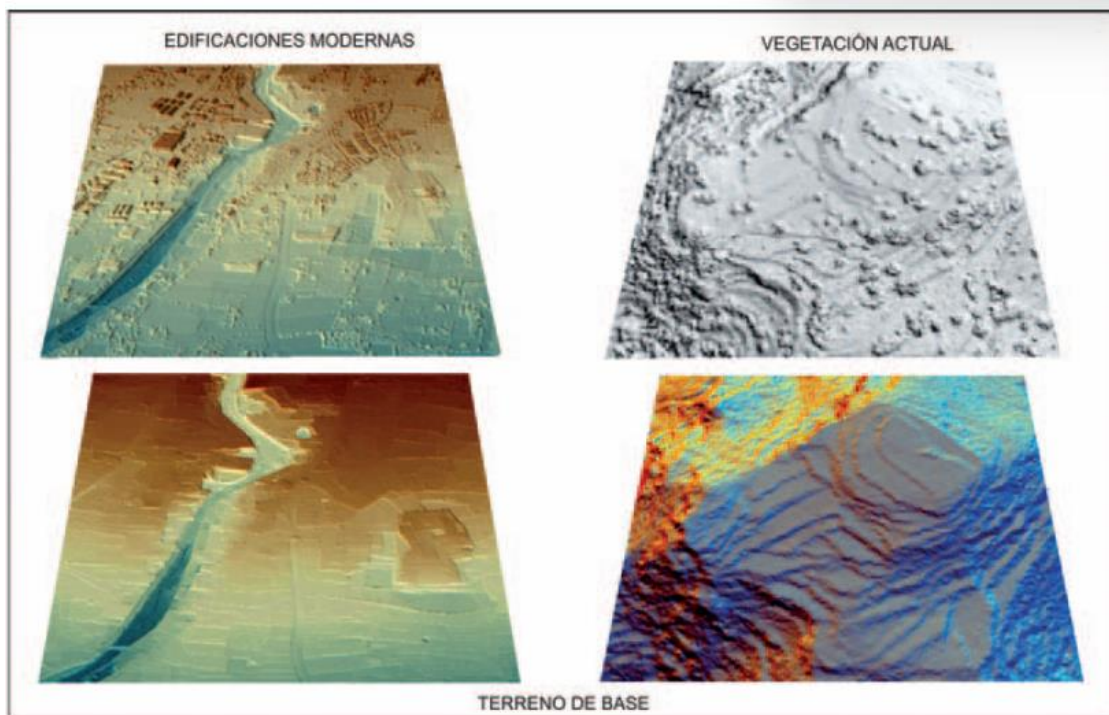 EDIFICACIONES MODERNAS
VEGETACIÓN ACTUAL
TERRENO DE BASE